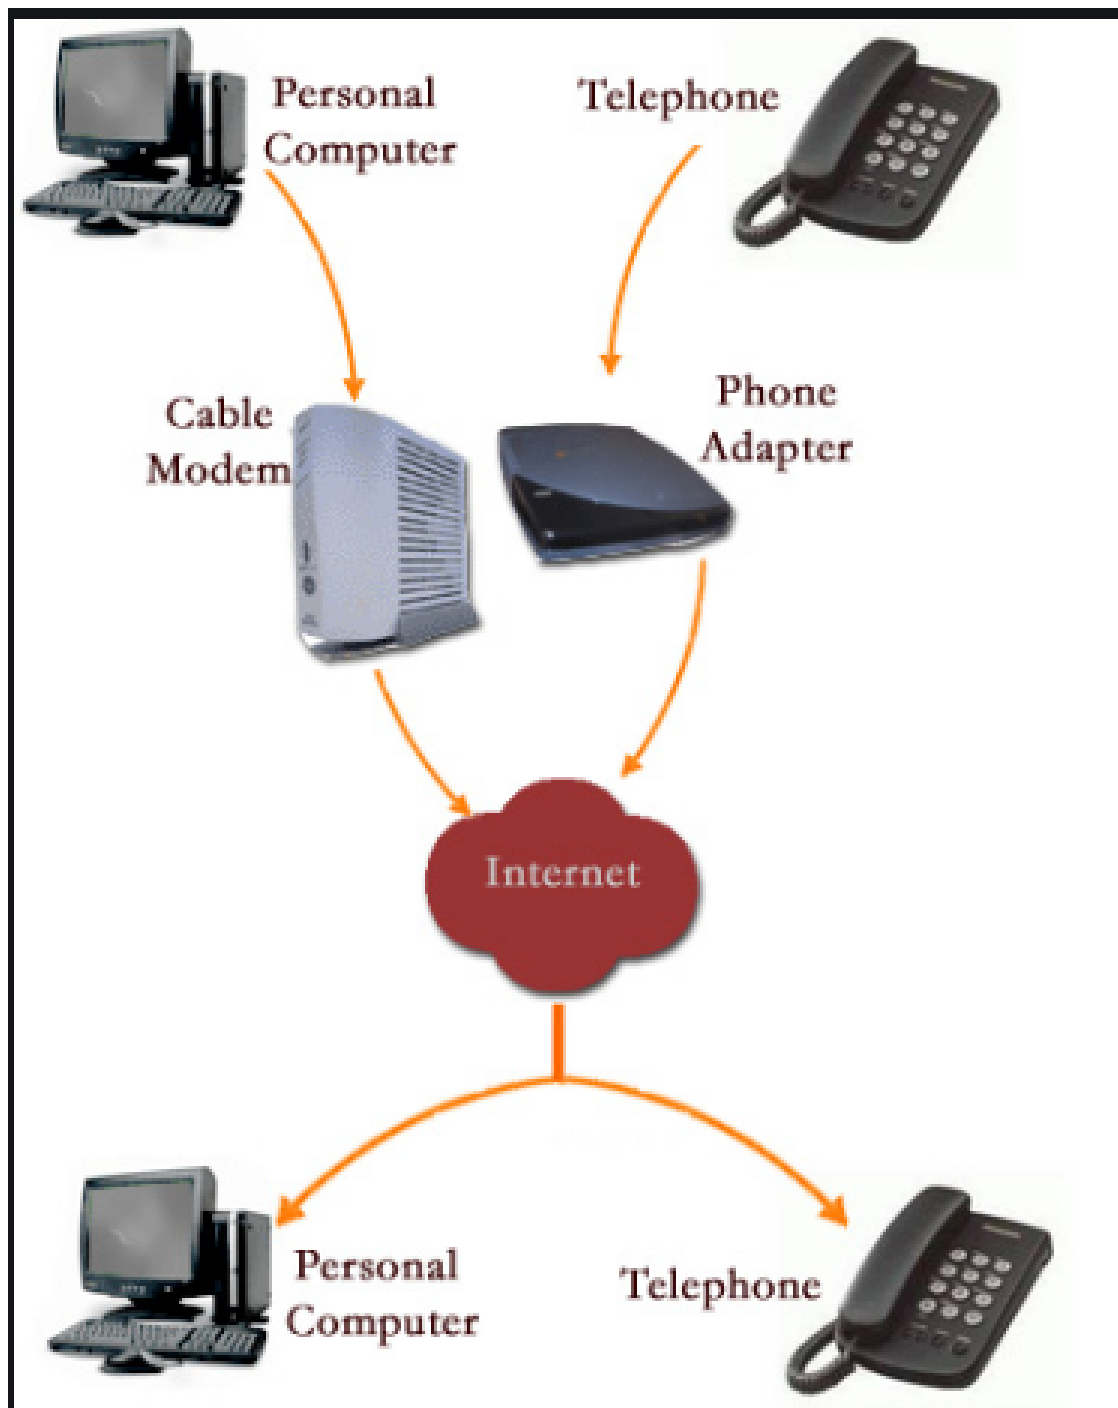 Personal
Computer
Telephone
Cable
Modem
Phone
Adapter
Internet
Personal
Computer
Telephone